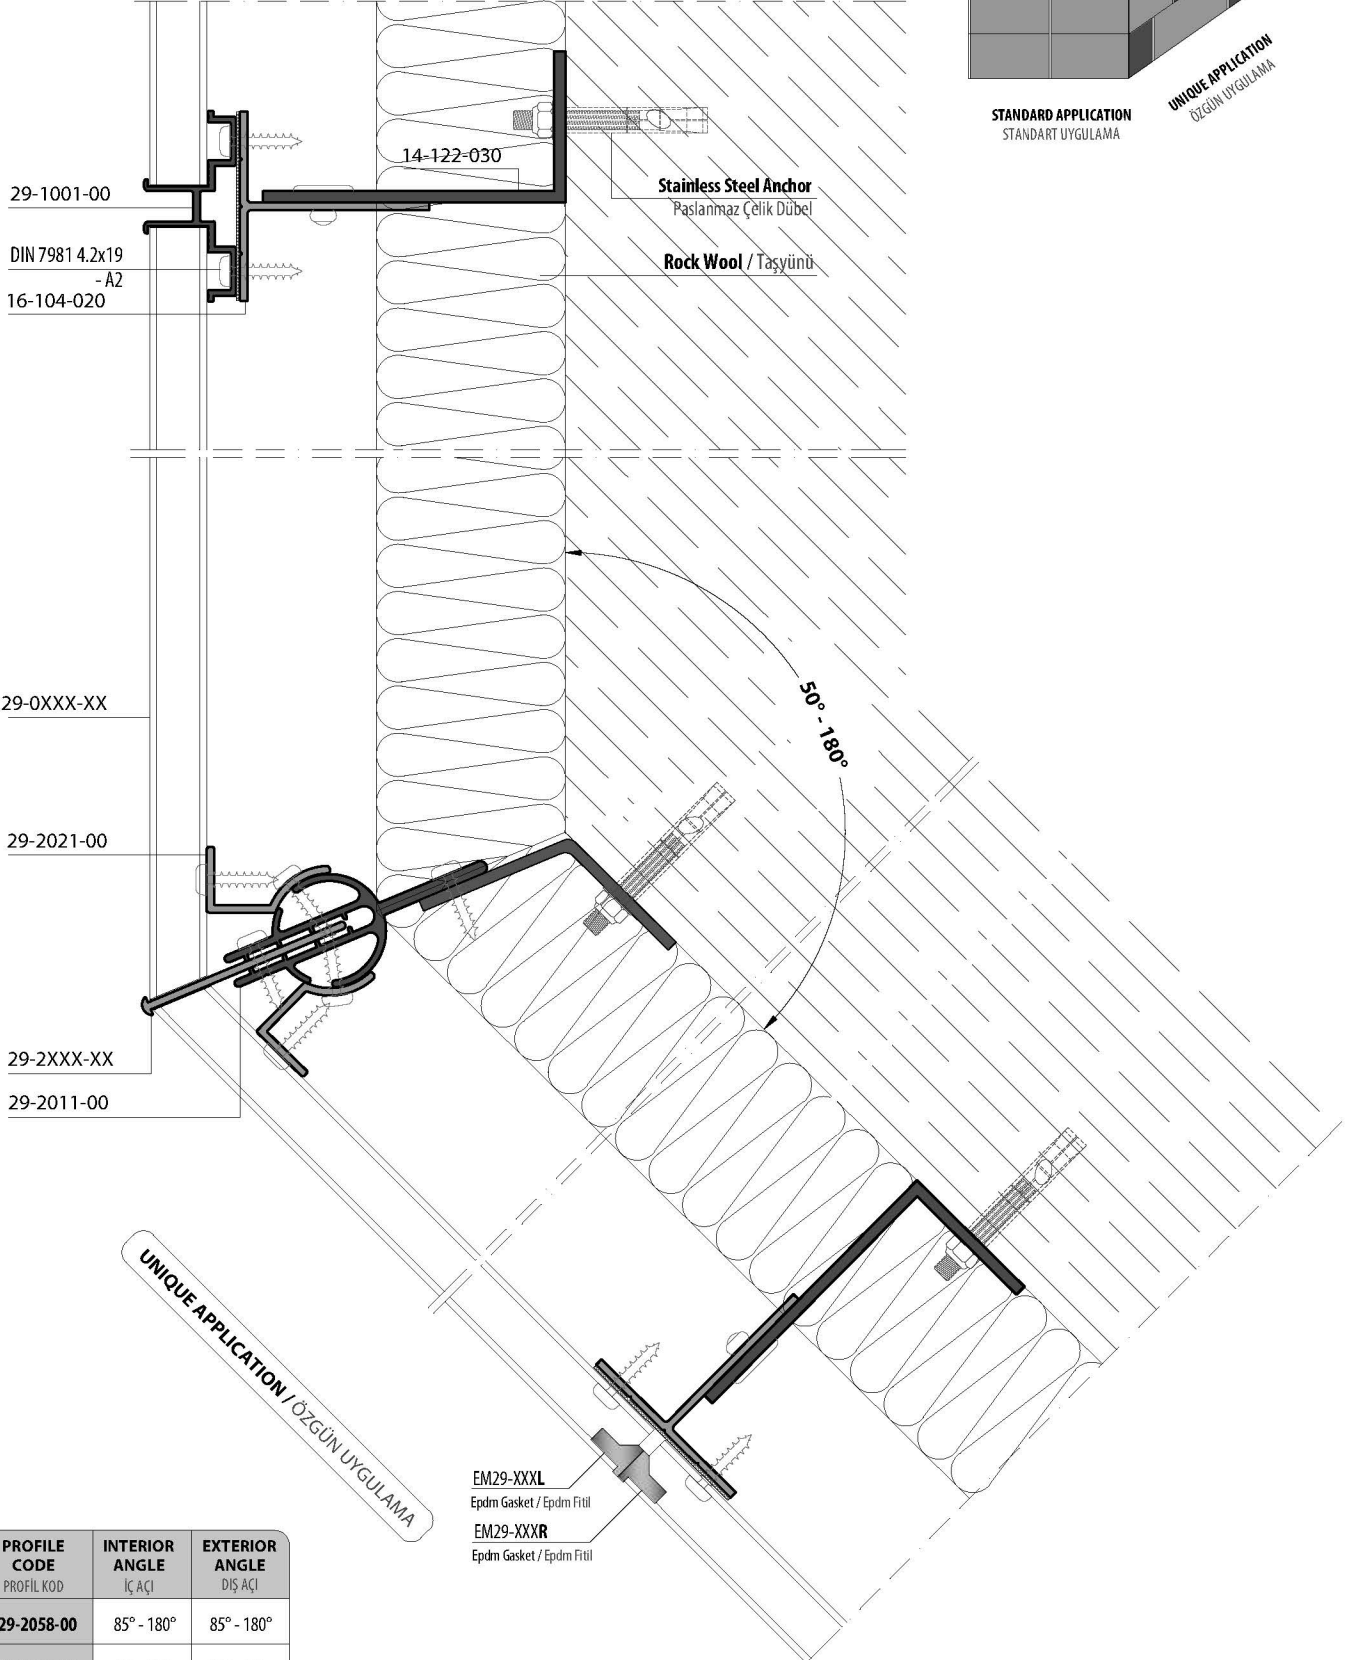 STANDARD APPLICATION
STANDART UYGULAMA
UNIQUE APPLICATION
ÖZGÜN UYGULAMA
14-122-030
Stainless Steel Anchor
Paslanmaz Çelik Dübel
29-1001-00
DIN 7981 4.2x19
- A2
16-104-020
Rock Wool / Taşyünü
50° - 180°
29-0XXX-XX
29-2021-00
29-2XXX-XX
29-2011-00
UNIQUE APPLICATION / ÖZGÜN UYGULAMA
EM29-XXXL
Epdm Gasket / Epdm Fitil
EM29-XXXR
Epdm Gasket / Epdm Fitil
PROFILE CODE
PROFİL KOD
INTERIOR ANGLE
İÇ AÇI
EXTERIOR ANGLE
DIŞ AÇI
29-2058-00 85° - 180° 85° - 180°